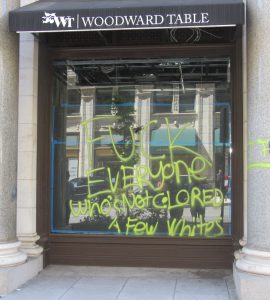 WT | WOODWARD TABLE
FUCK
EVERYONE
WhO's Not COLORED
A Few Whites